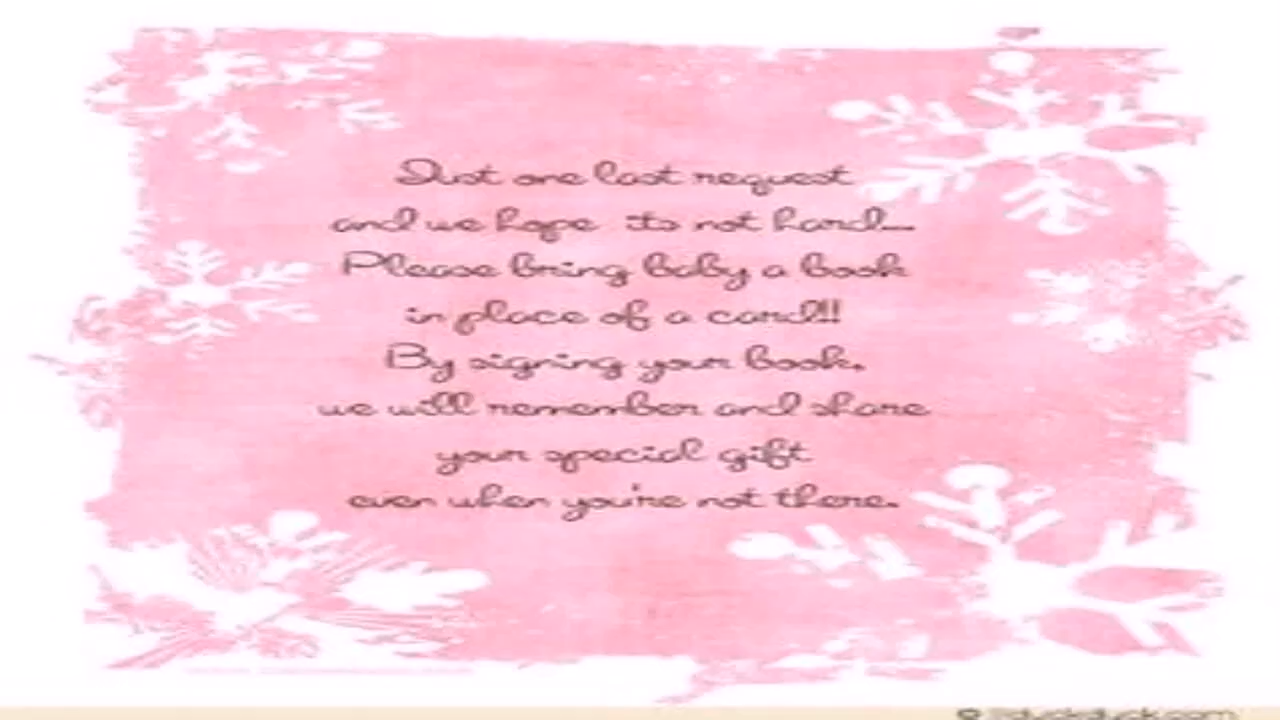 Just one last request
and we hope its not hard...
Please bring baby a book
in place of a card!!
By signing your book,
we will remember and share
your special gift
even when you're not there.